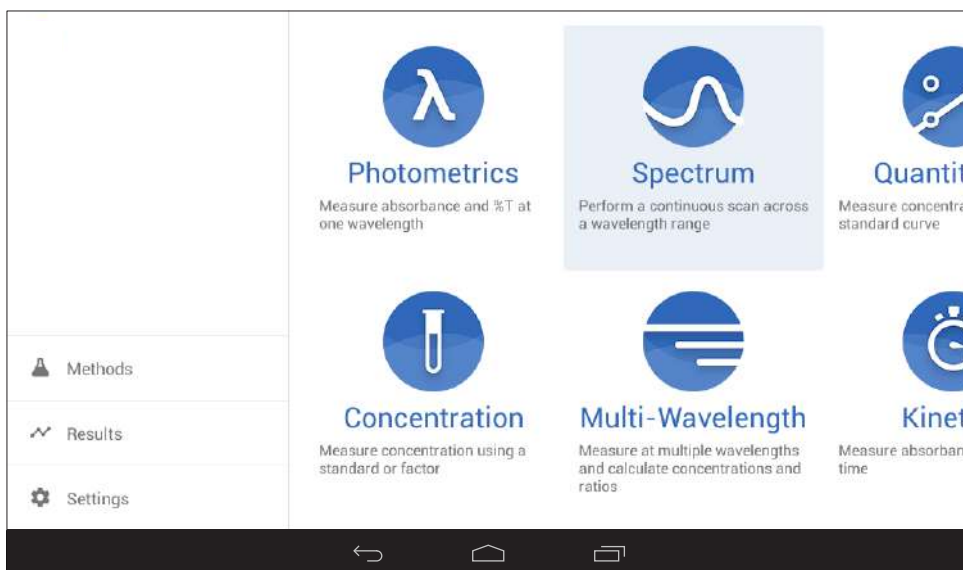 Photometrics
Measure absorbance and %T at
one wavelength
Spectrum
Perform a continuous scan across
a wavelength range
Quantit
Measure concentra
standard curve
Concentration
Measure concentration using a
standard or factor
Multi-Wavelength
Measure at multiple wavelengths
and calculate concentrations and
ratios
Kinet
Measure absorban
time
Methods
Results
Settings